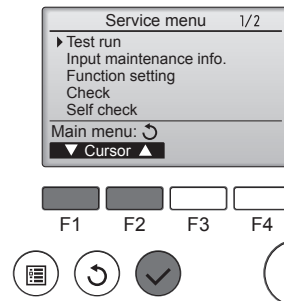 Service menu 1/2
Test run
Input maintenance info.
Function setting
Check
Self check
Main menu:
▼ Cursor ▲
F1 F2 F3 F4